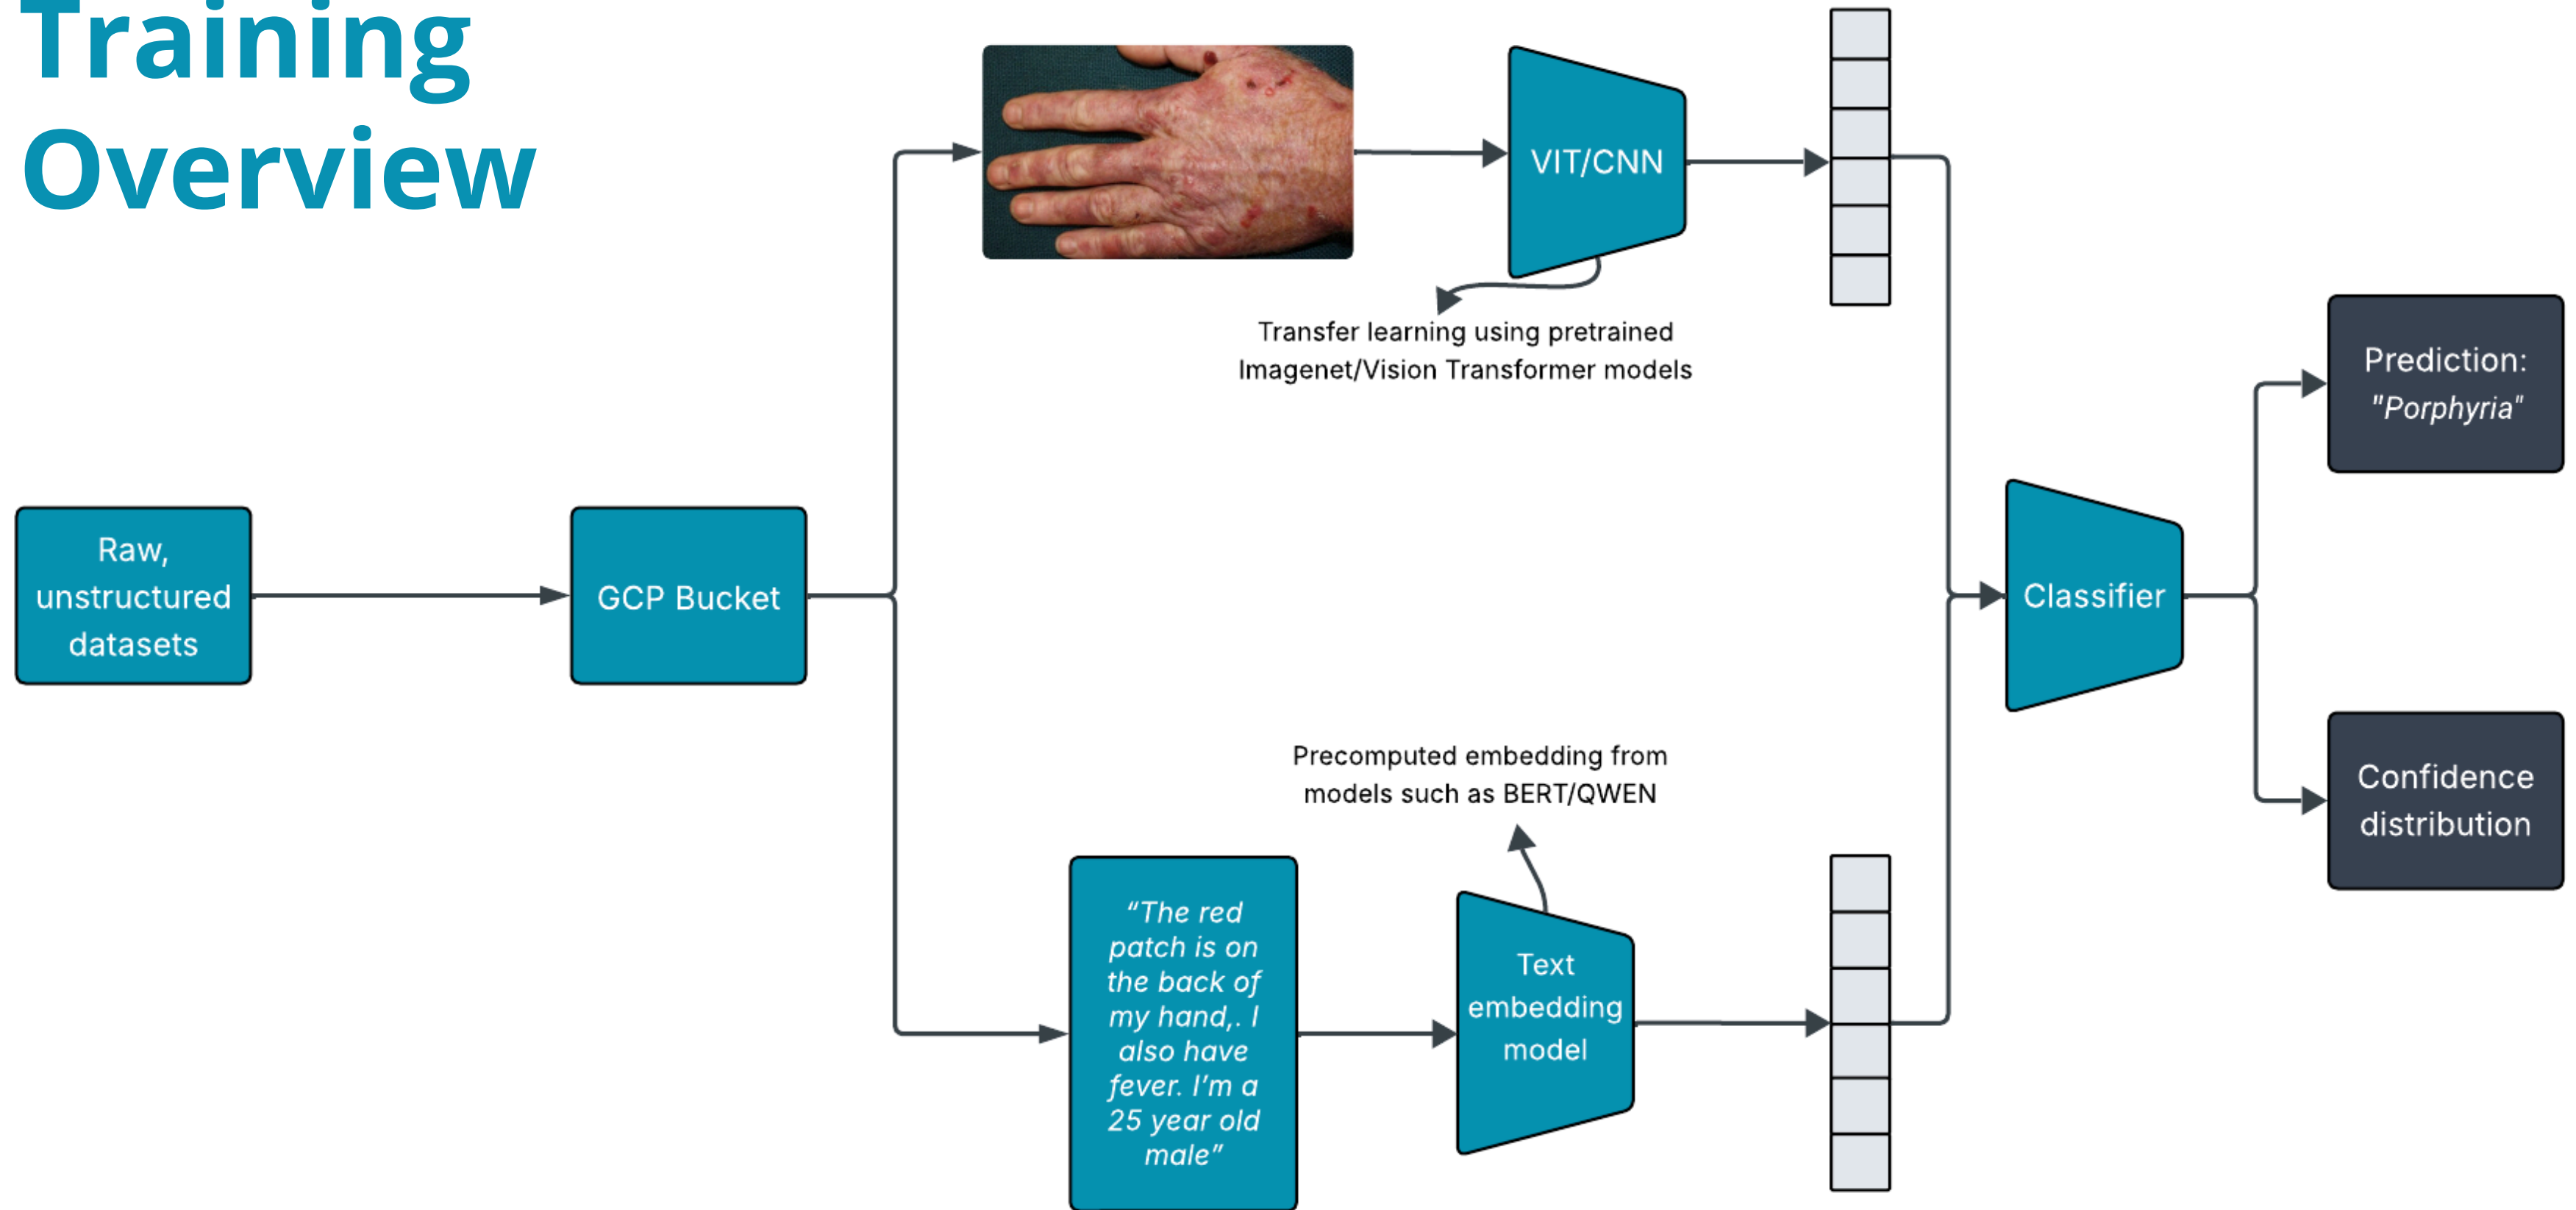 Training
Overview
Raw,
unstructured
datasets
GCP Bucket
VIT/CNN
Transfer learning using pretrained
Imagenet/Vision Transformer models
Precomputed embedding from
models such as BERT/QWEN
“The red
patch is on
the back of
my hand,. I
also have
fever. I’m a
25 year old
male”
Text
embedding
model
Classifier
Prediction:
"Porphyria"
Confidence
distribution